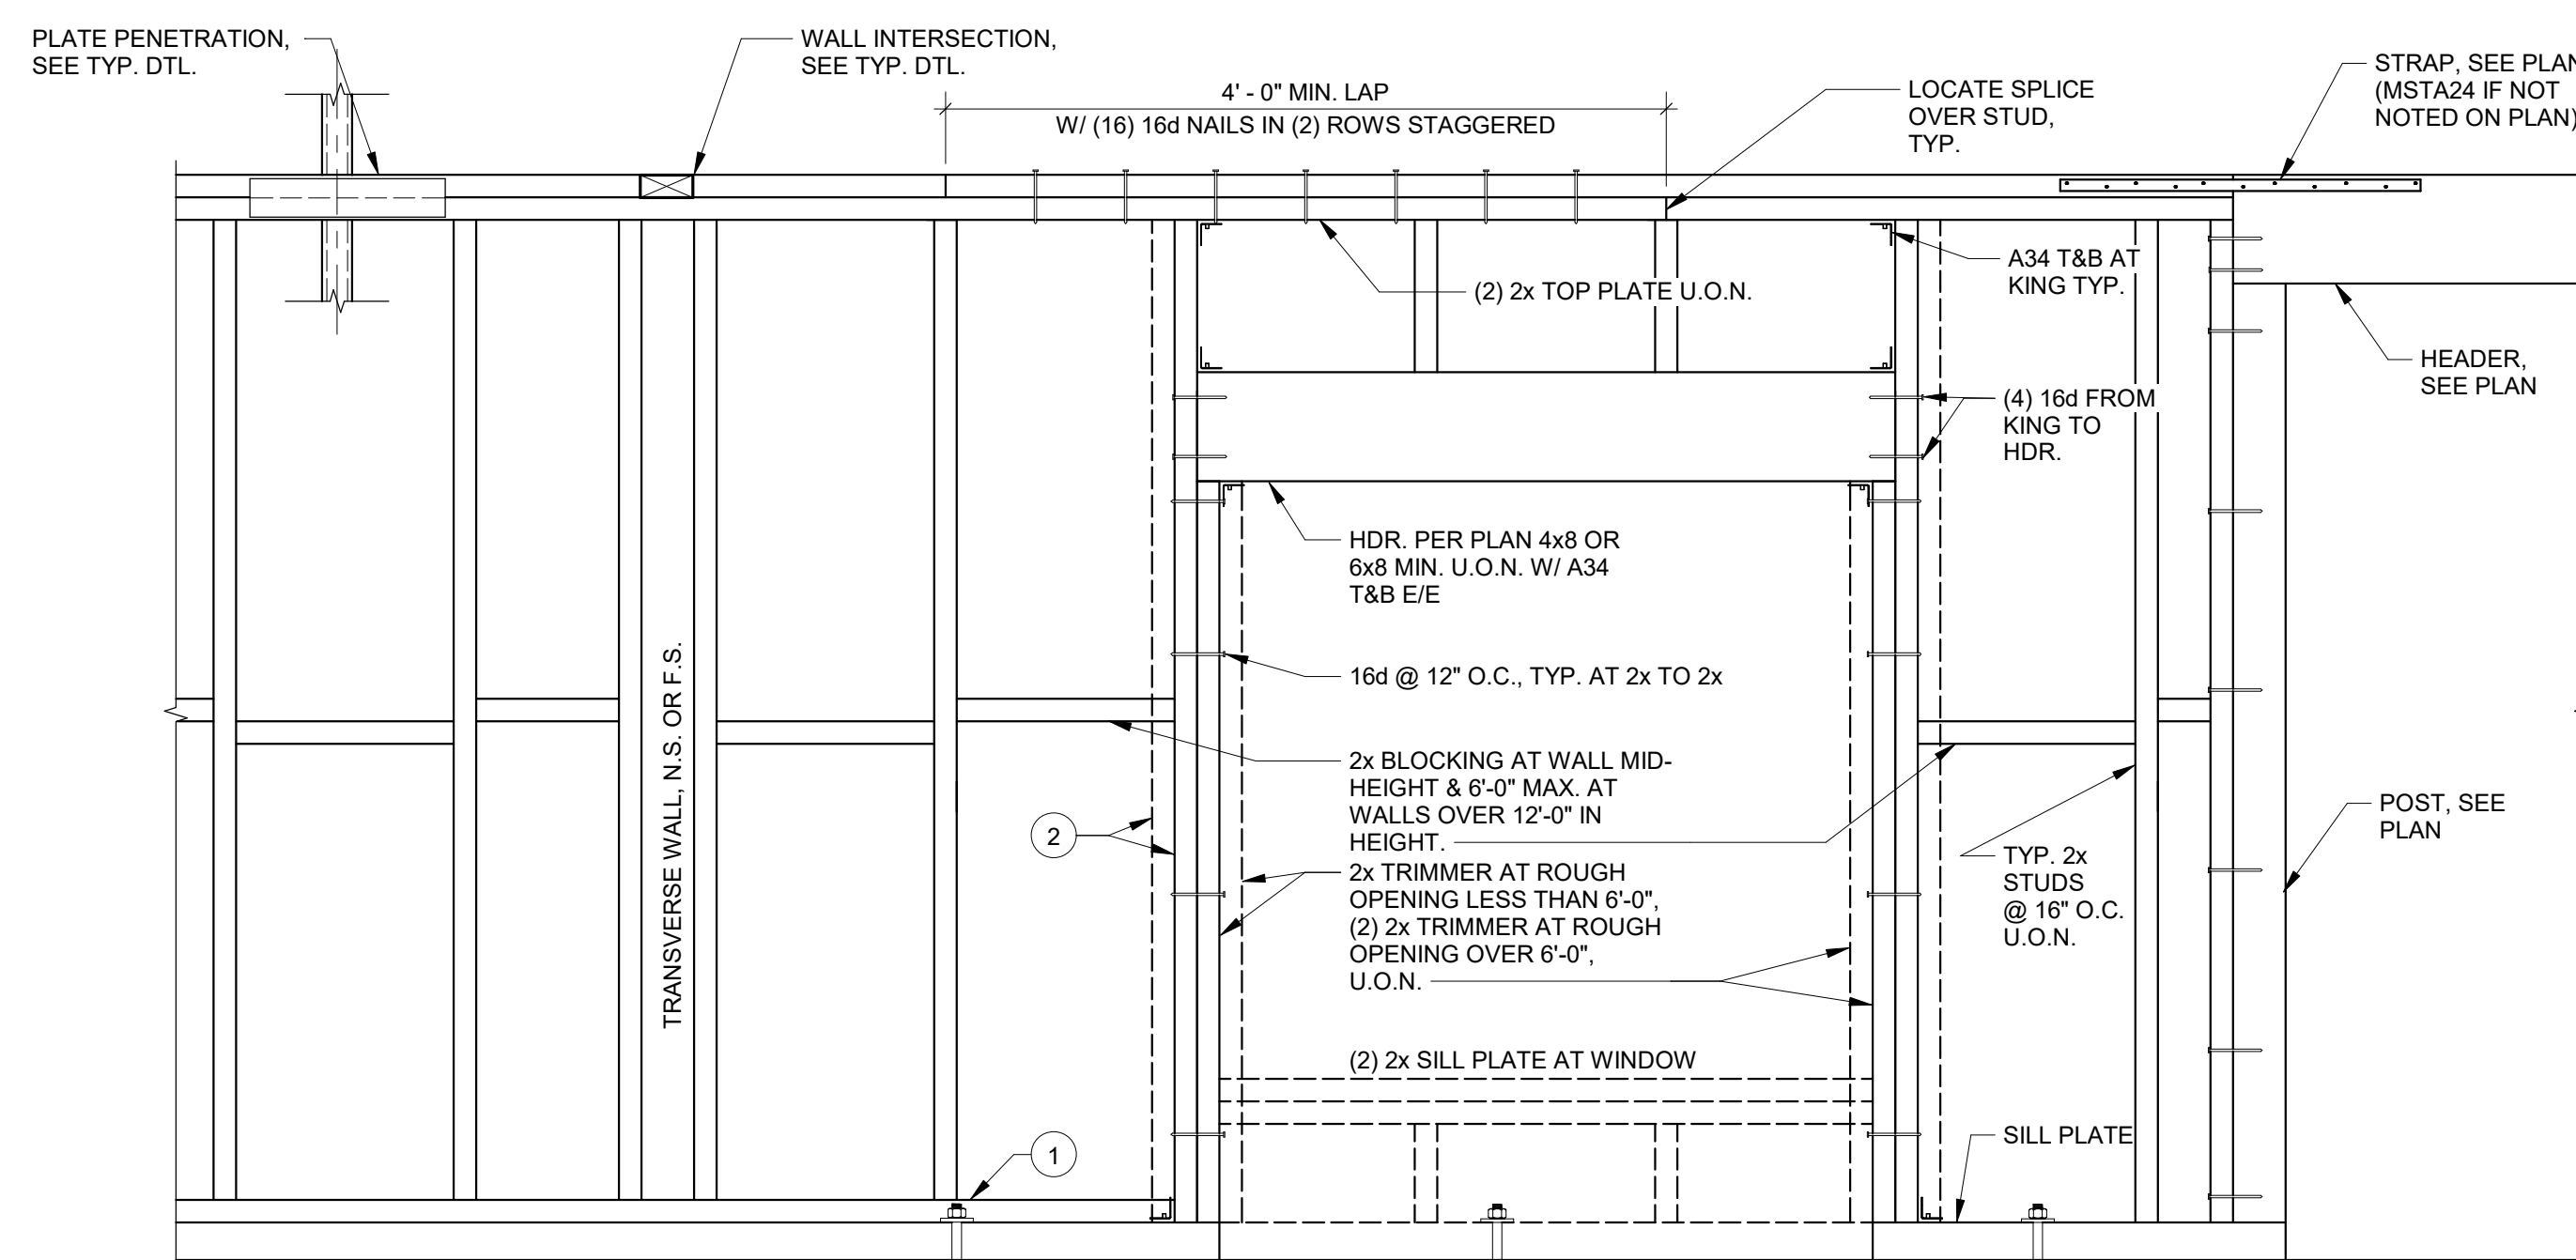 PLATE PENETRATION,
SEE TYP. DTL.
WALL INTERSECTION,
SEE TYP. DTL.
4' - 0" MIN. LAP
W/ (16) 16d NAILS IN (2) ROWS STAGGERED
LOCATE SPLICE
OVER STUD,
TYP.
STRAP, SEE PLAN
(MSTA24 IF NOT
NOTED ON PLAN)
(2) 2x TOP PLATE U.O.N.
A34 T&B AT
KING TYP.
HEADER,
SEE PLAN
(4) 16d FROM
KING TO
HDR.
HDR. PER PLAN 4x8 OR
6x8 MIN. U.O.N. W/ A34
T&B E/E
16d @ 12" O.C., TYP. AT 2x TO 2x
TRANSVERSE WALL, N.S. OR F.S.
2x BLOCKING AT WALL MID-
HEIGHT & 6'-0" MAX. AT
WALLS OVER 12'-0" IN
HEIGHT.
2
2x TRIMMER AT ROUGH
OPENING LESS THAN 6'-0",
(2) 2x TRIMMER AT ROUGH
OPENING OVER 6'-0",
U.O.N.
TYP. 2x
STUDS
@ 16" O.C.
U.O.N.
POST, SEE
PLAN
(2) 2x SILL PLATE AT WINDOW
1
SILL PLATE